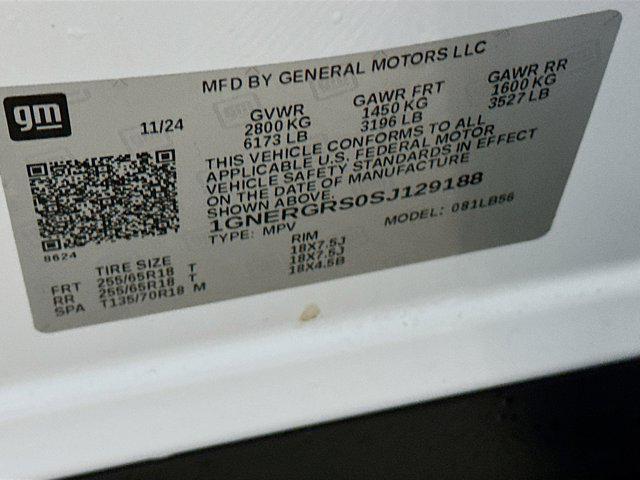 MFD BY GENERAL MOTORS LLC
gm
11/24
GVWR GAWR FRT GAWR RR
2800 KG 1450 KG 1600 KG
6173 LB 3196 LB 3527 LB
THIS VEHICLE CONFORMS TO ALL
APPLICABLE U.S. FEDERAL MOTOR
VEHICLE SAFETY STANDARDS IN EFFECT
ON THE DATE OF MANUFACTURE
SHOWN ABOVE.
1GNERGRS0SJ129188
TYPE: MPV MODEL: 081LB56
8624
TIRE SIZE RIM
FRT 255/65R18 T 18X7.5J
RR 255/65R18 T 18X7.5J
SPA T135/70R18 M 18X4.5B